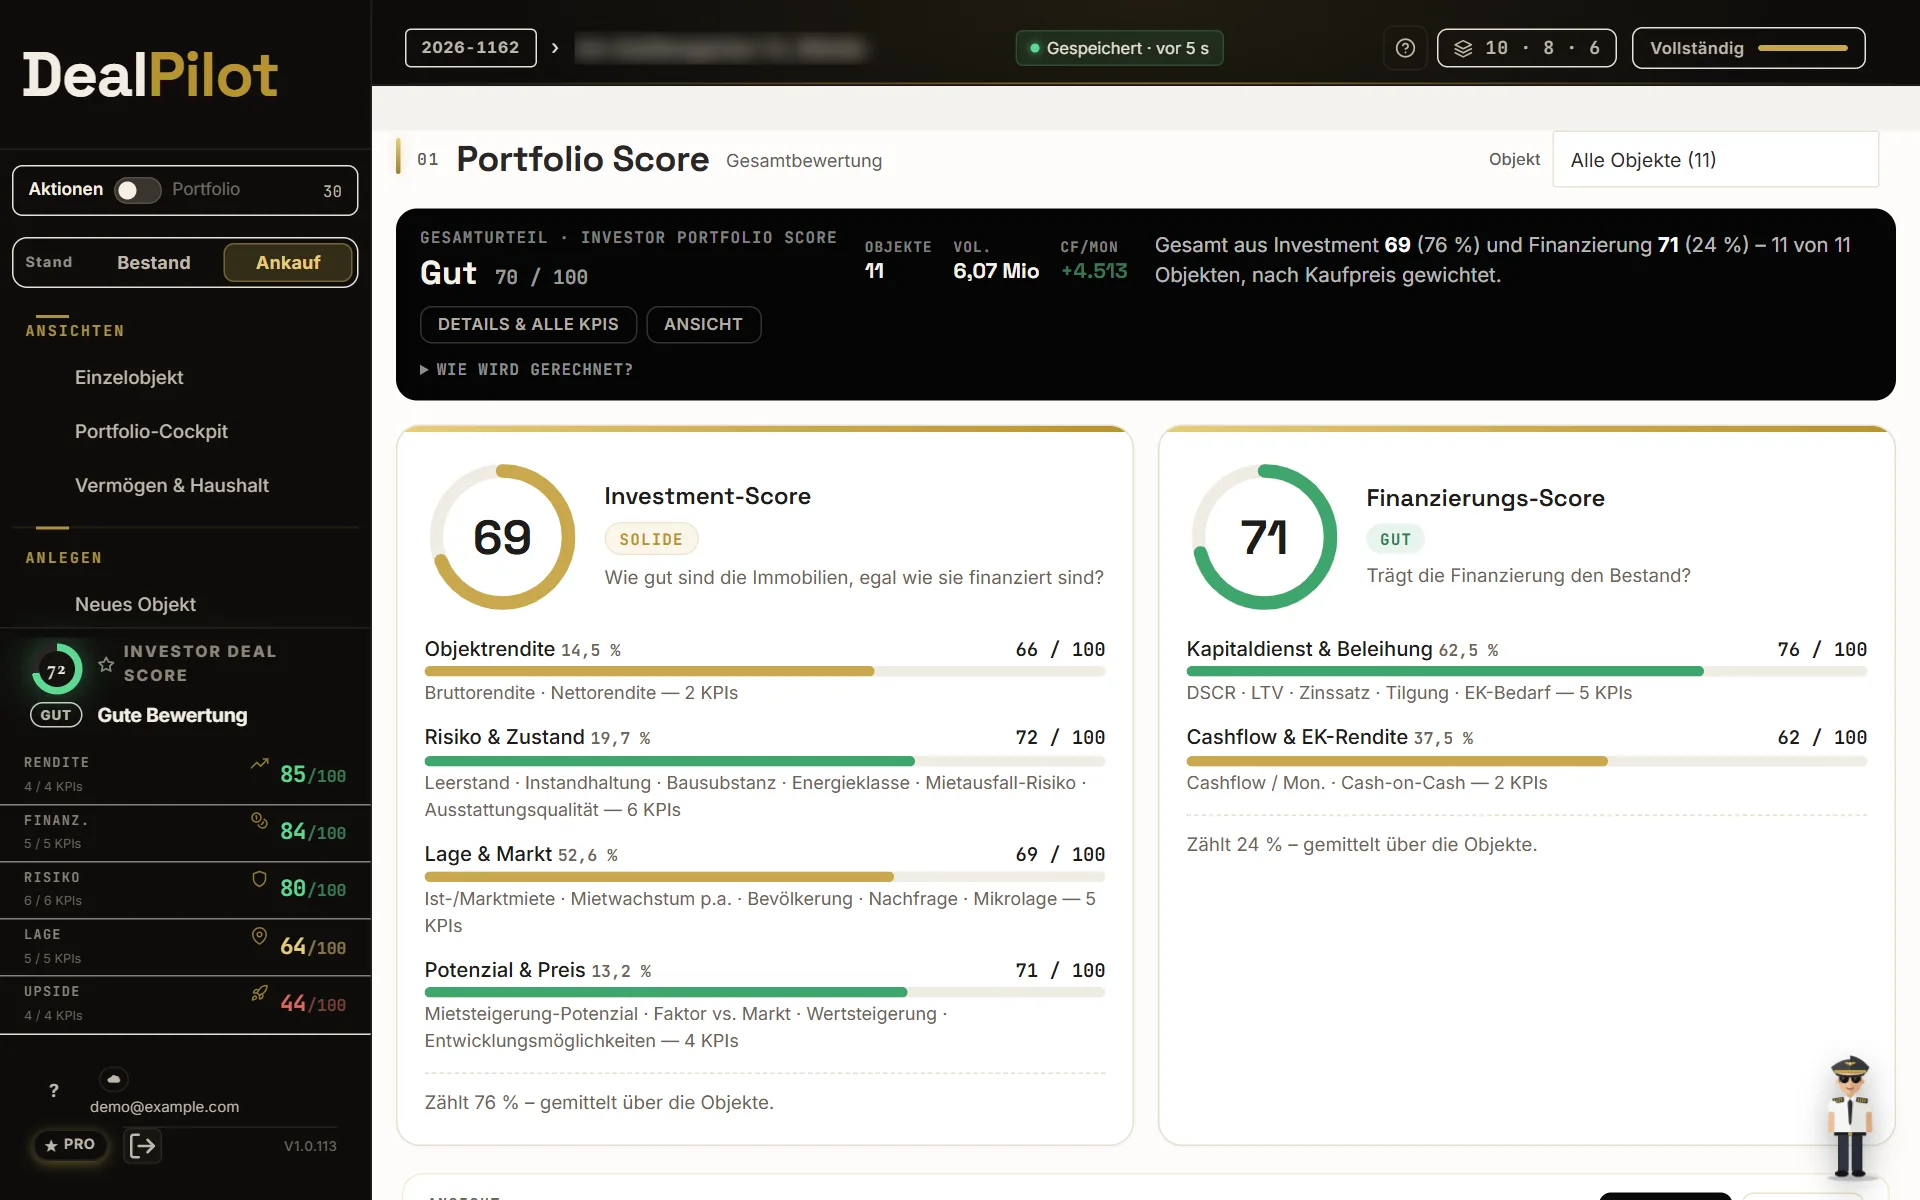 DealPilot
2026-1162 ›
Gespeichert · vor 5 s
10 · 8 · 6
Vollständig
Aktionen Portfolio 30
Stand Bestand Ankauf
ANSICHTEN
Einzelobjekt
Portfolio-Cockpit
Vermögen & Haushalt
ANLEGEN
Neues Objekt
72 INVESTOR DEAL
SCORE
GUT Gute Bewertung
RENDITE
4 / 4 KPIs
85/100
FINANZ.
5 / 5 KPIs
84/100
RISIKO
6 / 6 KPIs
80/100
LAGE
5 / 5 KPIs
64/100
UPSIDE
4 / 4 KPIs
44/100
?
demo@example.com
★ PRO
V1.0.113
01 Portfolio Score Gesamtbewertung
Objekt Alle Objekte (11)
GESAMTURTEIL · INVESTOR PORTFOLIO SCORE
Gut 70 / 100
OBJEKTE VOL. CF/MON
11 6,07 Mio +4.513
Gesamt aus Investment 69 (76 %) und Finanzierung 71 (24 %) – 11 von 11
Objekten, nach Kaufpreis gewichtet.
DETAILS & ALLE KPIS ANSICHT
▶ WIE WIRD GERECHNET?
69
Investment-Score
SOLIDE
Wie gut sind die Immobilien, egal wie sie finanziert sind?
Objektrendite 14,5 % 66 / 100
Bruttorendite · Nettorendite — 2 KPIs
Risiko & Zustand 19,7 % 72 / 100
Leerstand · Instandhaltung · Bausubstanz · Energieklasse · Mietausfall-Risiko ·
Ausstattungsqualität — 6 KPIs
Lage & Markt 52,6 % 69 / 100
Ist-/Marktmiete · Mietwachstum p.a. · Bevölkerung · Nachfrage · Mikrolage — 5
KPIs
Potenzial & Preis 13,2 % 71 / 100
Mietsteigerung-Potenzial · Faktor vs. Markt · Wertsteigerung ·
Entwicklungsmöglichkeiten — 4 KPIs
Zählt 76 % – gemittelt über die Objekte.
71
Finanzierungs-Score
GUT
Trägt die Finanzierung den Bestand?
Kapitaldienst & Beleihung 62,5 % 76 / 100
DSCR · LTV · Zinssatz · Tilgung · EK-Bedarf — 5 KPIs
Cashflow & EK-Rendite 37,5 % 62 / 100
Cashflow / Mon. · Cash-on-Cash — 2 KPIs
Zählt 24 % – gemittelt über die Objekte.